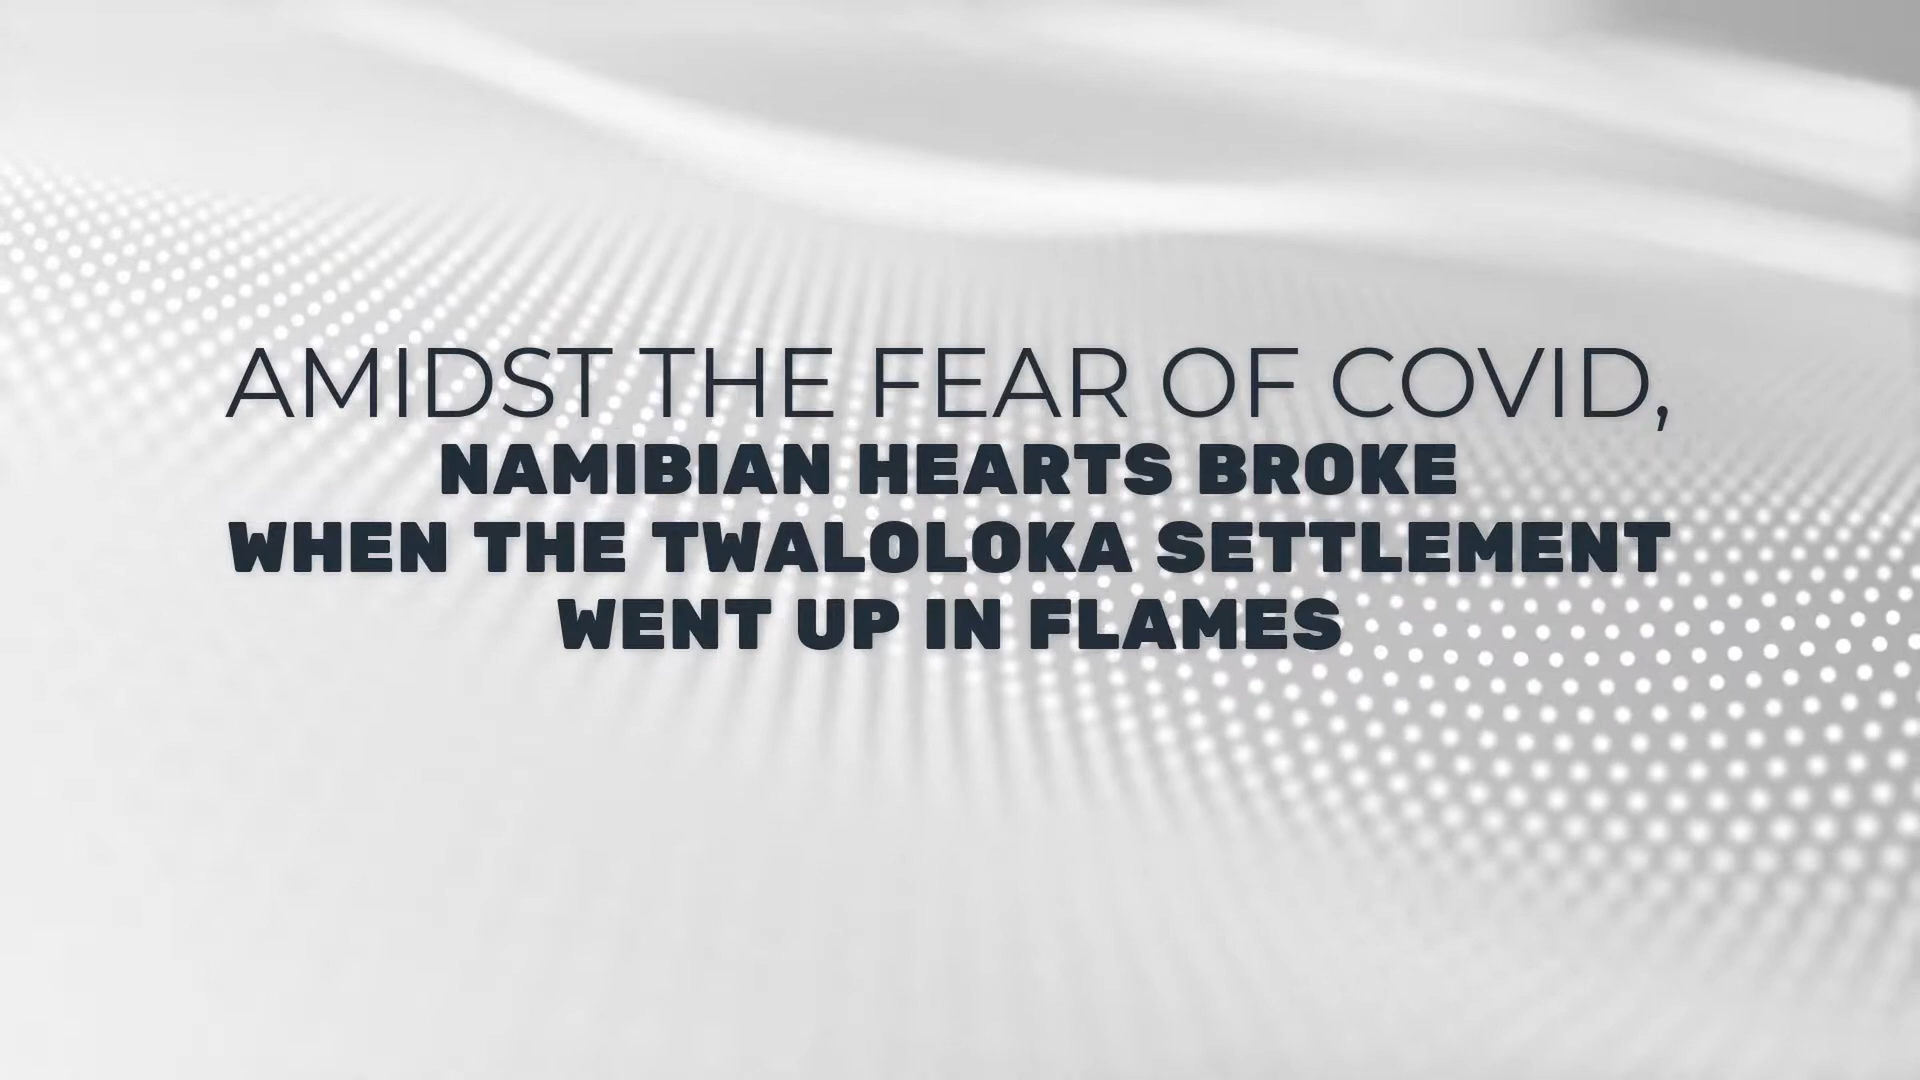 AMIDST THE FEAR OF COVID,
NAMIBIAN HEARTS BROKE
WHEN THE TWALOLOKA SETTLEMENT
WENT UP IN FLAMES